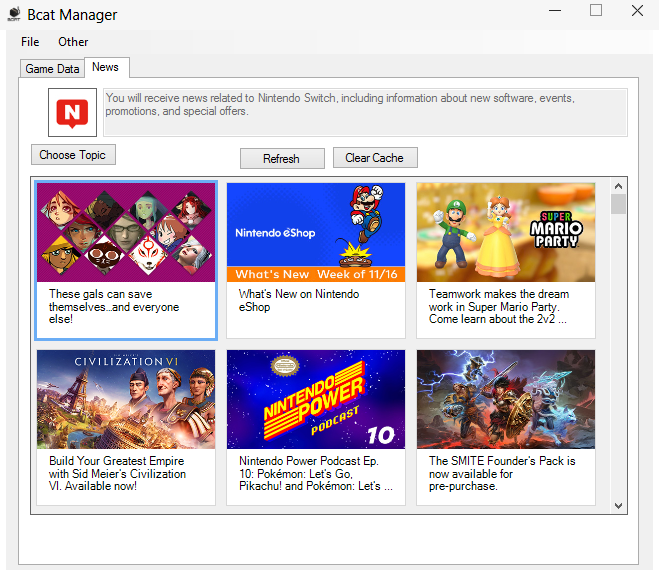 BCAT
Bcat Manager
File Other
Game Data News
N
You will receive news related to Nintendo Switch, including information about new software, events,
promotions, and special offers.
Choose Topic
Refresh Clear Cache
Nintendo eShop
What's New Week of 11/16
SUPER
MARIO
PARTY
These gals can save
themselves...and everyone
else!
What's New on Nintendo
eShop
Teamwork makes the dream
work in Super Mario Party.
Come learn about the 2v2 ...
CIVILIZATION VI
NINTENDO
POWER
PODCAST
10
Build Your Greatest Empire
with Sid Meier's Civilization
VI. Available now!
Nintendo Power Podcast Ep.
10: Pokémon: Let's Go,
Pikachu! and Pokémon: Let's ...
The SMITE Founder's Pack is
now available for
pre-purchase.